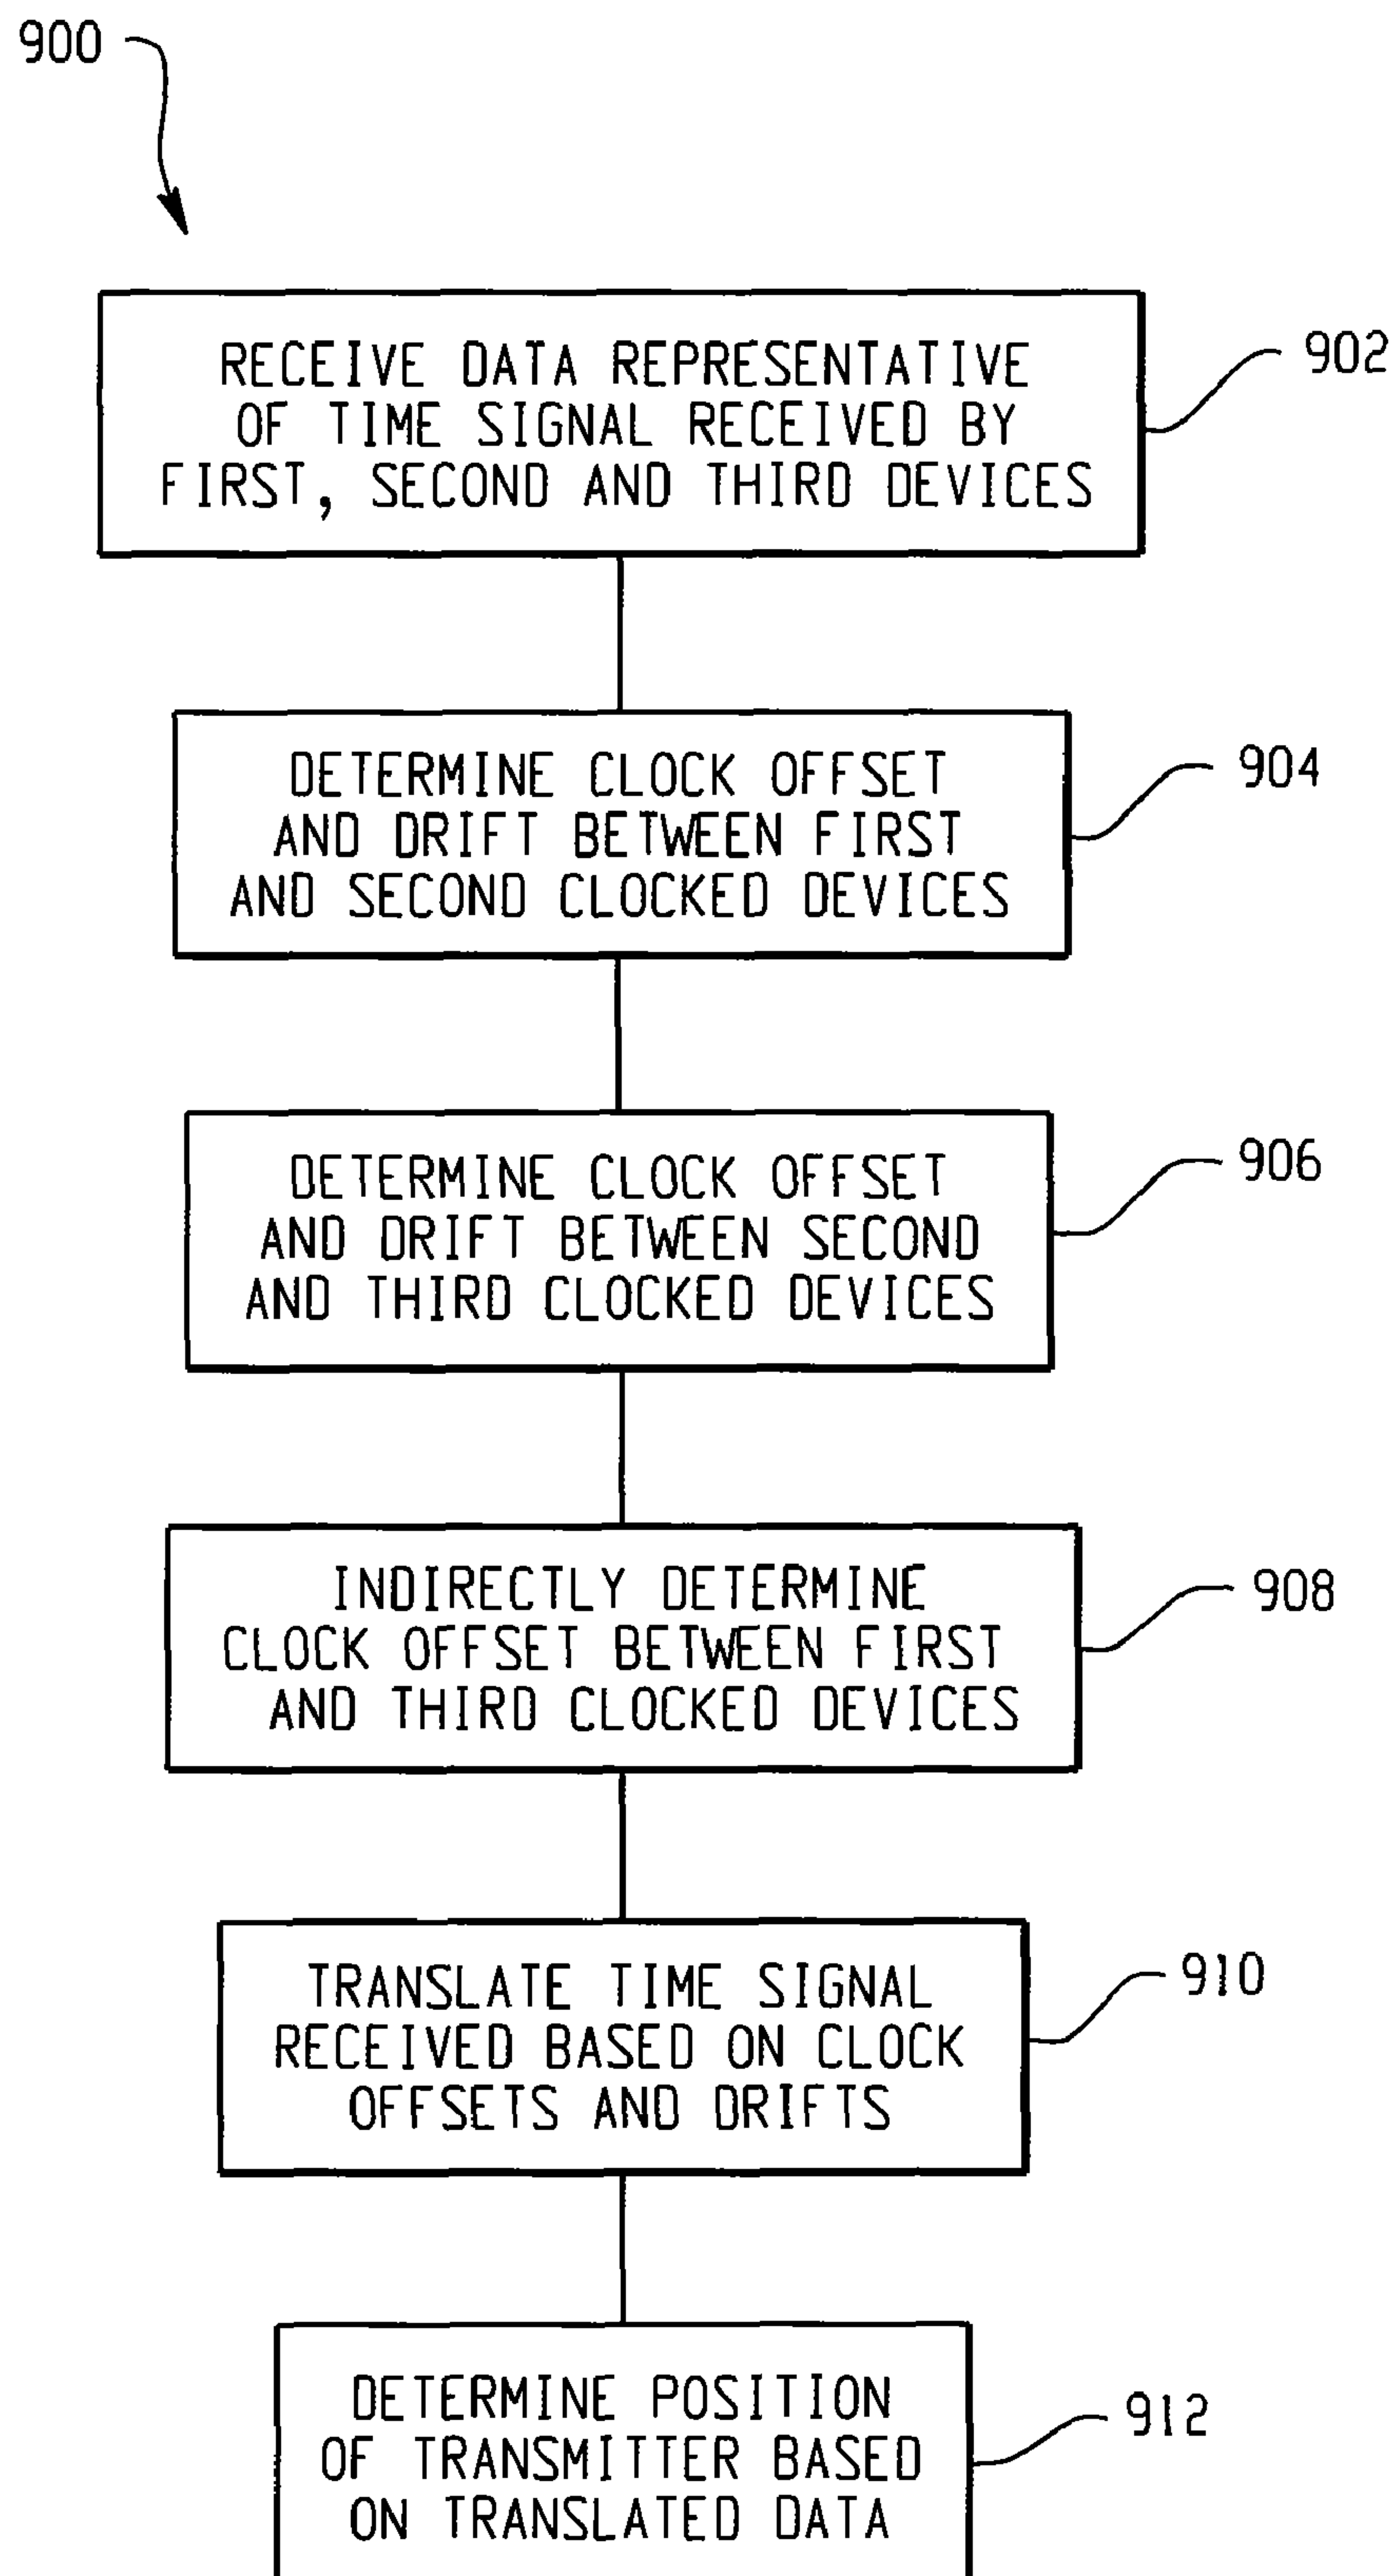 900
RECEIVE DATA REPRESENTATIVE
OF TIME SIGNAL RECEIVED BY
FIRST, SECOND AND THIRD DEVICES
902
DETERMINE CLOCK OFFSET
AND DRIFT BETWEEN FIRST
AND SECOND CLOCKED DEVICES
904
DETERMINE CLOCK OFFSET
AND DRIFT BETWEEN SECOND
AND THIRD CLOCKED DEVICES
906
INDIRECTLY DETERMINE
CLOCK OFFSET BETWEEN FIRST
AND THIRD CLOCKED DEVICES
908
TRANSLATE TIME SIGNAL
RECEIVED BASED ON CLOCK
OFFSETS AND DRIFTS
910
DETERMINE POSITION
OF TRANSMITTER BASED
ON TRANSLATED DATA
912